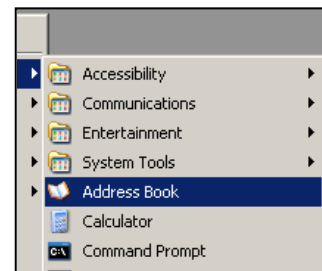 Accessibility
Communications
Entertainment
System Tools
Address Book
Calculator
C:\
Command Prompt